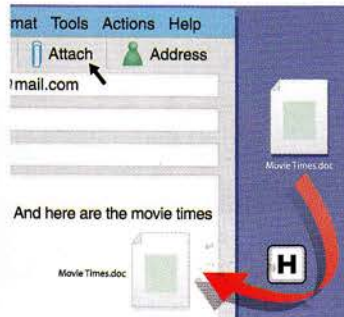 mat Tools Actions Help
Attach Address
mail.com
Movie Times.doc
And here are the movie times
Movie Times.doc
H